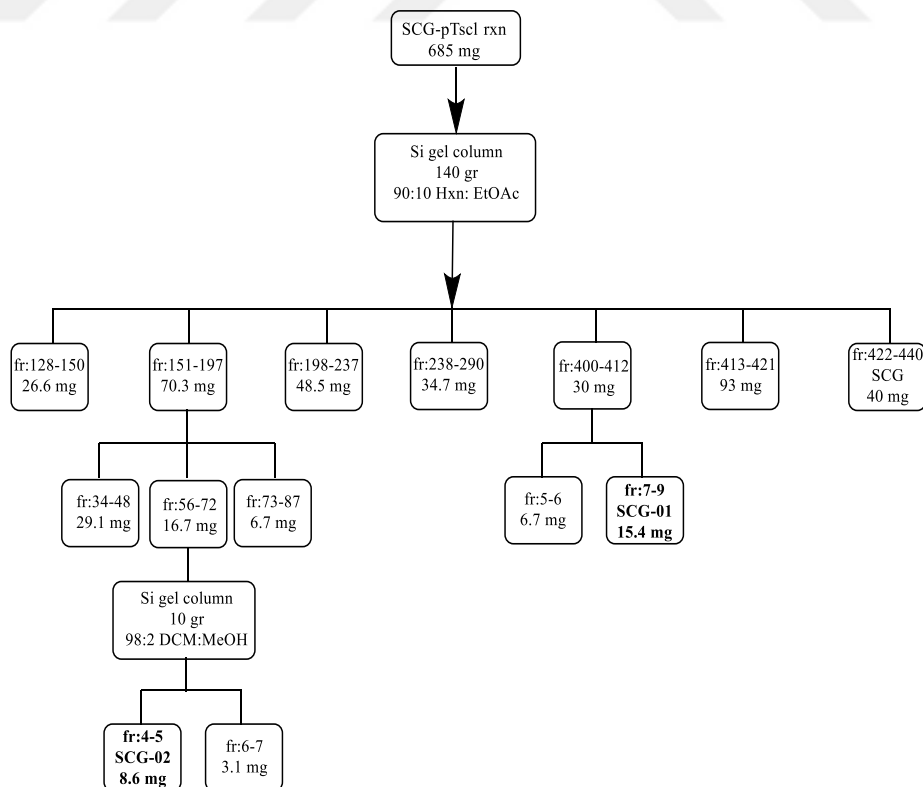 SCG-pTscl rxn
685 mg
Si gel column
140 gr
90:10 Hxn: EtOAc
fr:128-150
26.6 mg
fr:151-197
70.3 mg
fr:198-237
48.5 mg
fr:238-290
34.7 mg
fr:400-412
30 mg
fr:413-421
93 mg
fr:422-440
SCG
40 mg
fr:34-48
29.1 mg
fr:56-72
16.7 mg
fr:73-87
6.7 mg
fr:5-6
6.7 mg
fr:7-9
SCG-01
15.4 mg
Si gel column
10 gr
98:2 DCM:MeOH
fr:4-5
SCG-02
8.6 mg
fr:6-7
3.1 mg